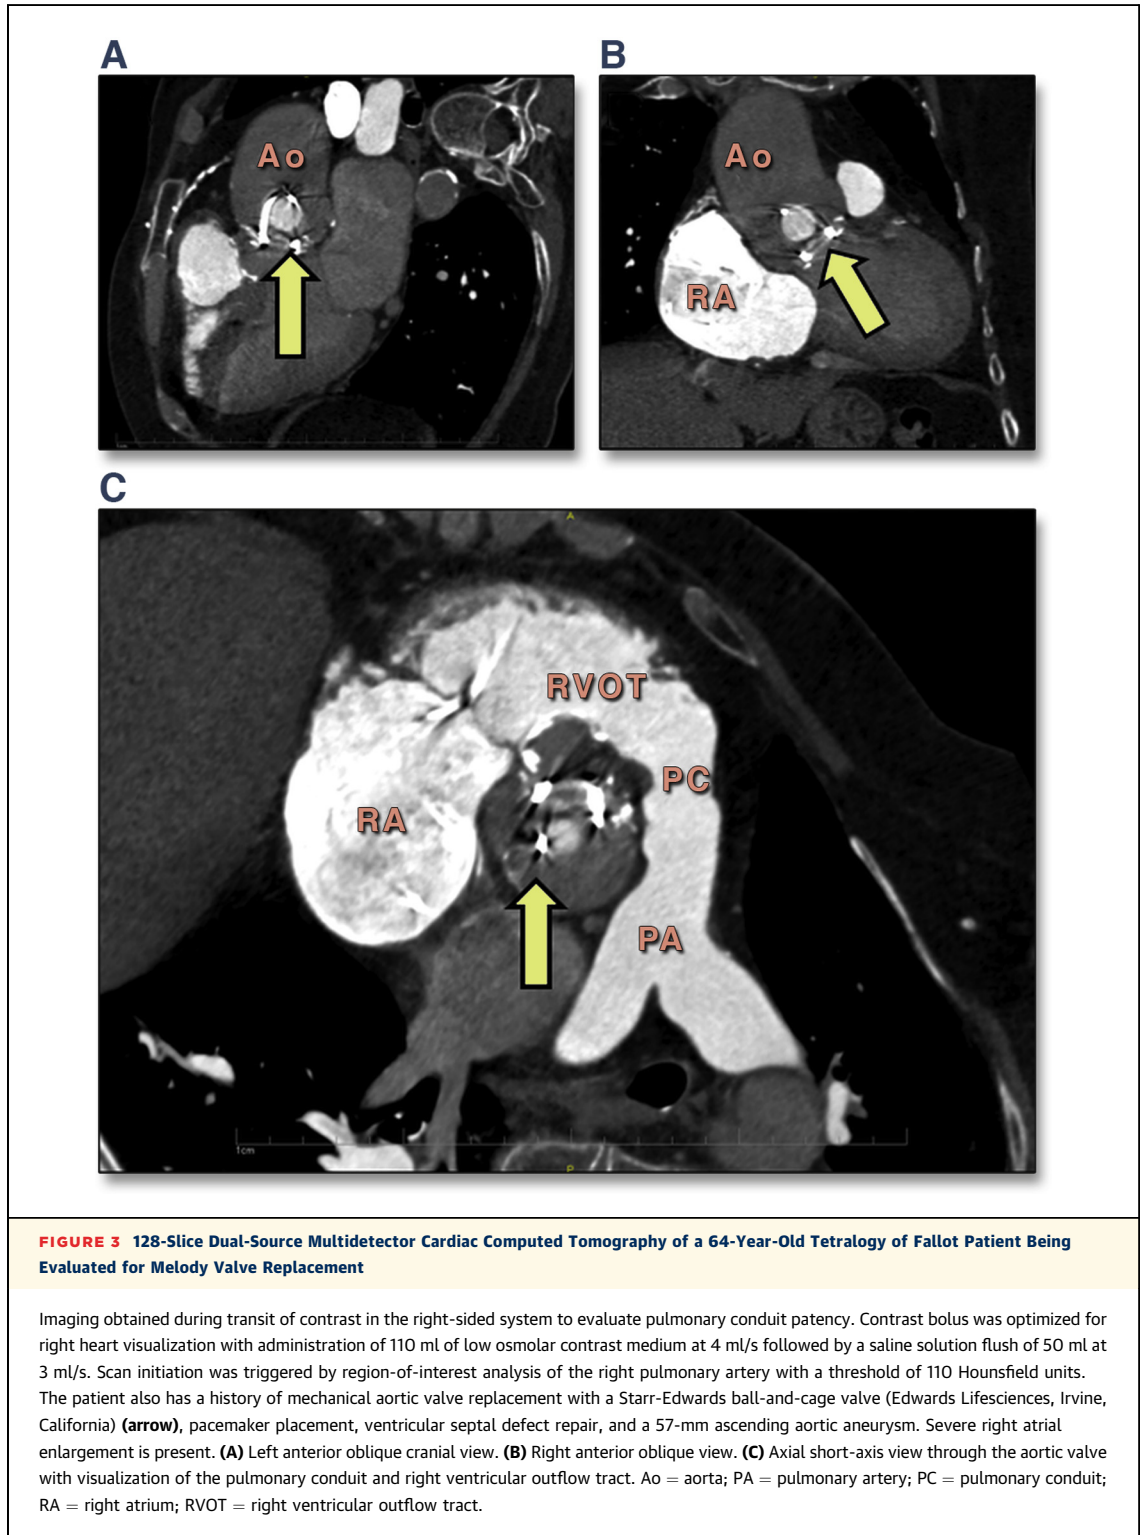 A
B
Ao
Ao
RA
C
A
RVOT
PC
RA
PA
1cm
P
FIGURE 3 128-Slice Dual-Source Multidetector Cardiac Computed Tomography of a 64-Year-Old Tetralogy of Fallot Patient Being
Evaluated for Melody Valve Replacement
Imaging obtained during transit of contrast in the right-sided system to evaluate pulmonary conduit patency. Contrast bolus was optimized for
right heart visualization with administration of 110 ml of low osmolar contrast medium at 4 ml/s followed by a saline solution flush of 50 ml at
3 ml/s. Scan initiation was triggered by region-of-interest analysis of the right pulmonary artery with a threshold of 110 Hounsfield units.
The patient also has a history of mechanical aortic valve replacement with a Starr-Edwards ball-and-cage valve (Edwards Lifesciences, Irvine,
California) (arrow), pacemaker placement, ventricular septal defect repair, and a 57-mm ascending aortic aneurysm. Severe right atrial
enlargement is present. (A) Left anterior oblique cranial view. (B) Right anterior oblique view. (C) Axial short-axis view through the aortic valve
with visualization of the pulmonary conduit and right ventricular outflow tract. Ao = aorta; PA = pulmonary artery; PC = pulmonary conduit;
RA = right atrium; RVOT = right ventricular outflow tract.